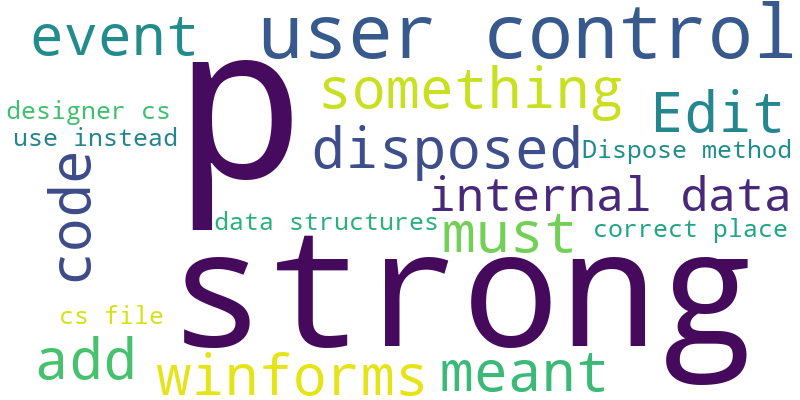 event
user control
p
something
Edit
designer cs
use instead
disposed
Dispose method
code
internal data
data structures
must
correct place
strong
cs file
add
winforms
meant